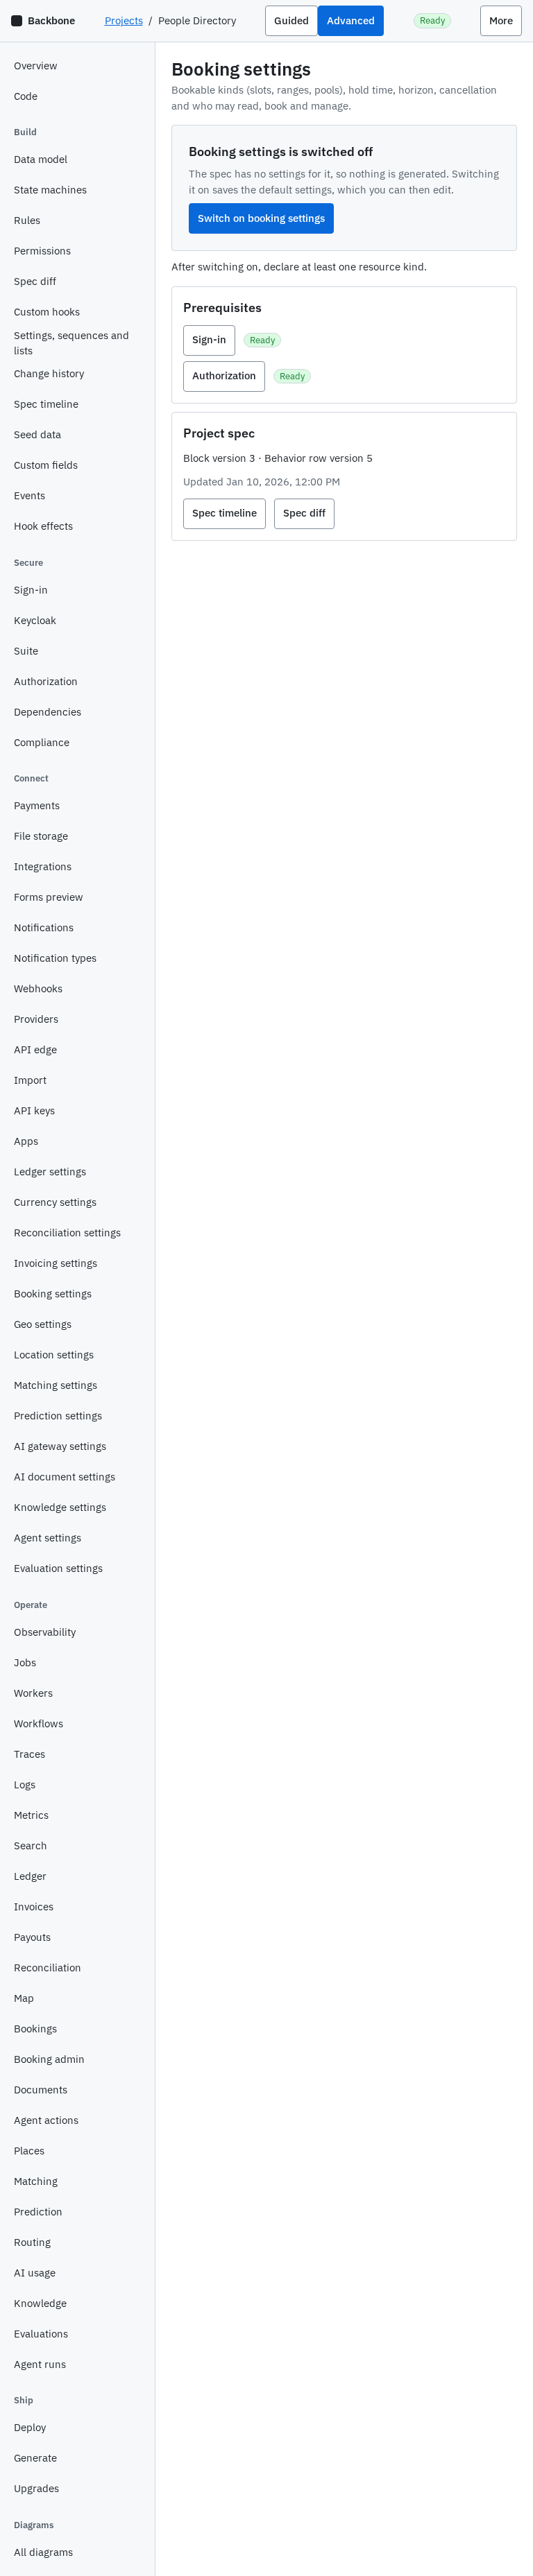 Backbone
Projects / People Directory
Guided
Advanced
Ready
More
Overview
Code
Build
Data model
State machines
Rules
Permissions
Spec diff
Custom hooks
Settings, sequences and
lists
Change history
Spec timeline
Seed data
Custom fields
Events
Hook effects
Secure
Sign-in
Keycloak
Suite
Authorization
Dependencies
Compliance
Connect
Payments
File storage
Integrations
Forms preview
Notifications
Notification types
Webhooks
Providers
API edge
Import
API keys
Apps
Ledger settings
Currency settings
Reconciliation settings
Invoicing settings
Booking settings
Geo settings
Location settings
Matching settings
Prediction settings
AI gateway settings
AI document settings
Knowledge settings
Agent settings
Evaluation settings
Operate
Observability
Jobs
Workers
Workflows
Traces
Logs
Metrics
Search
Ledger
Invoices
Payouts
Reconciliation
Map
Bookings
Booking admin
Documents
Agent actions
Places
Matching
Prediction
Routing
AI usage
Knowledge
Evaluations
Agent runs
Ship
Deploy
Generate
Upgrades
Diagrams
All diagrams
Booking settings
Bookable kinds (slots, ranges, pools), hold time, horizon, cancellation
and who may read, book and manage.
Booking settings is switched off
The spec has no settings for it, so nothing is generated. Switching
it on saves the default settings, which you can then edit.
Switch on booking settings
After switching on, declare at least one resource kind.
Prerequisites
Sign-in Ready
Authorization Ready
Project spec
Block version 3 · Behavior row version 5
Updated Jan 10, 2026, 12:00 PM
Spec timeline Spec diff